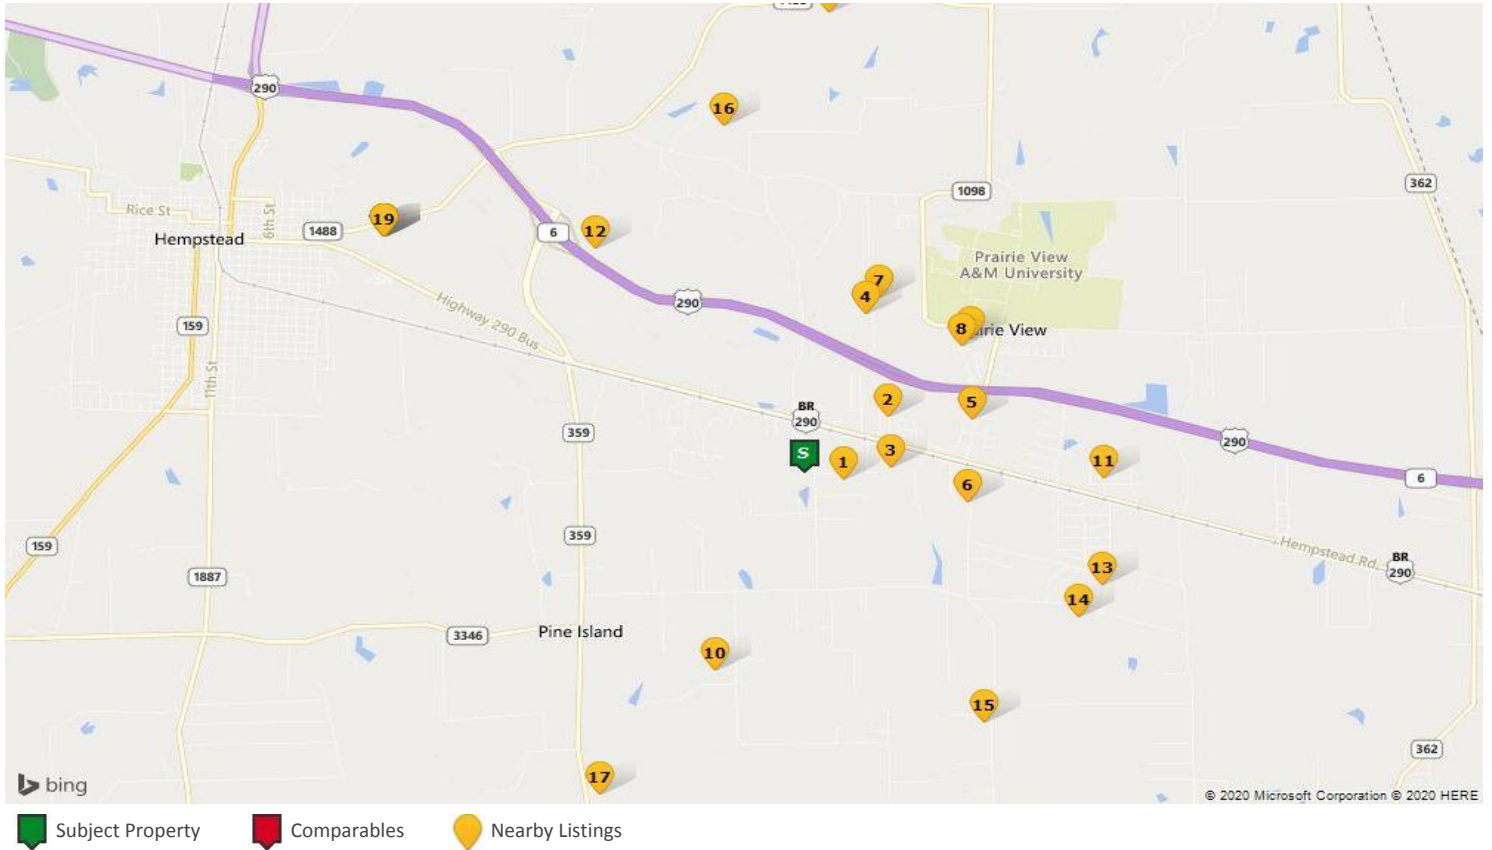 290
16
362
1098
Rice St
6th St
19
1488
Hempstead
6
12
Prairie View
A&M University
7
4
290
8
irie View
159
Highway 290 Bus
11th St
2
5
BR
290
359
S
1
3
290
11
6
6
159
359
Hempstead Rd
BR
290
1887
13
14
3346
Pine Island
10
15
362
17
bing
© 2020 Microsoft Corporation © 2020 HERE
Subject Property
Comparables
Nearby Listings